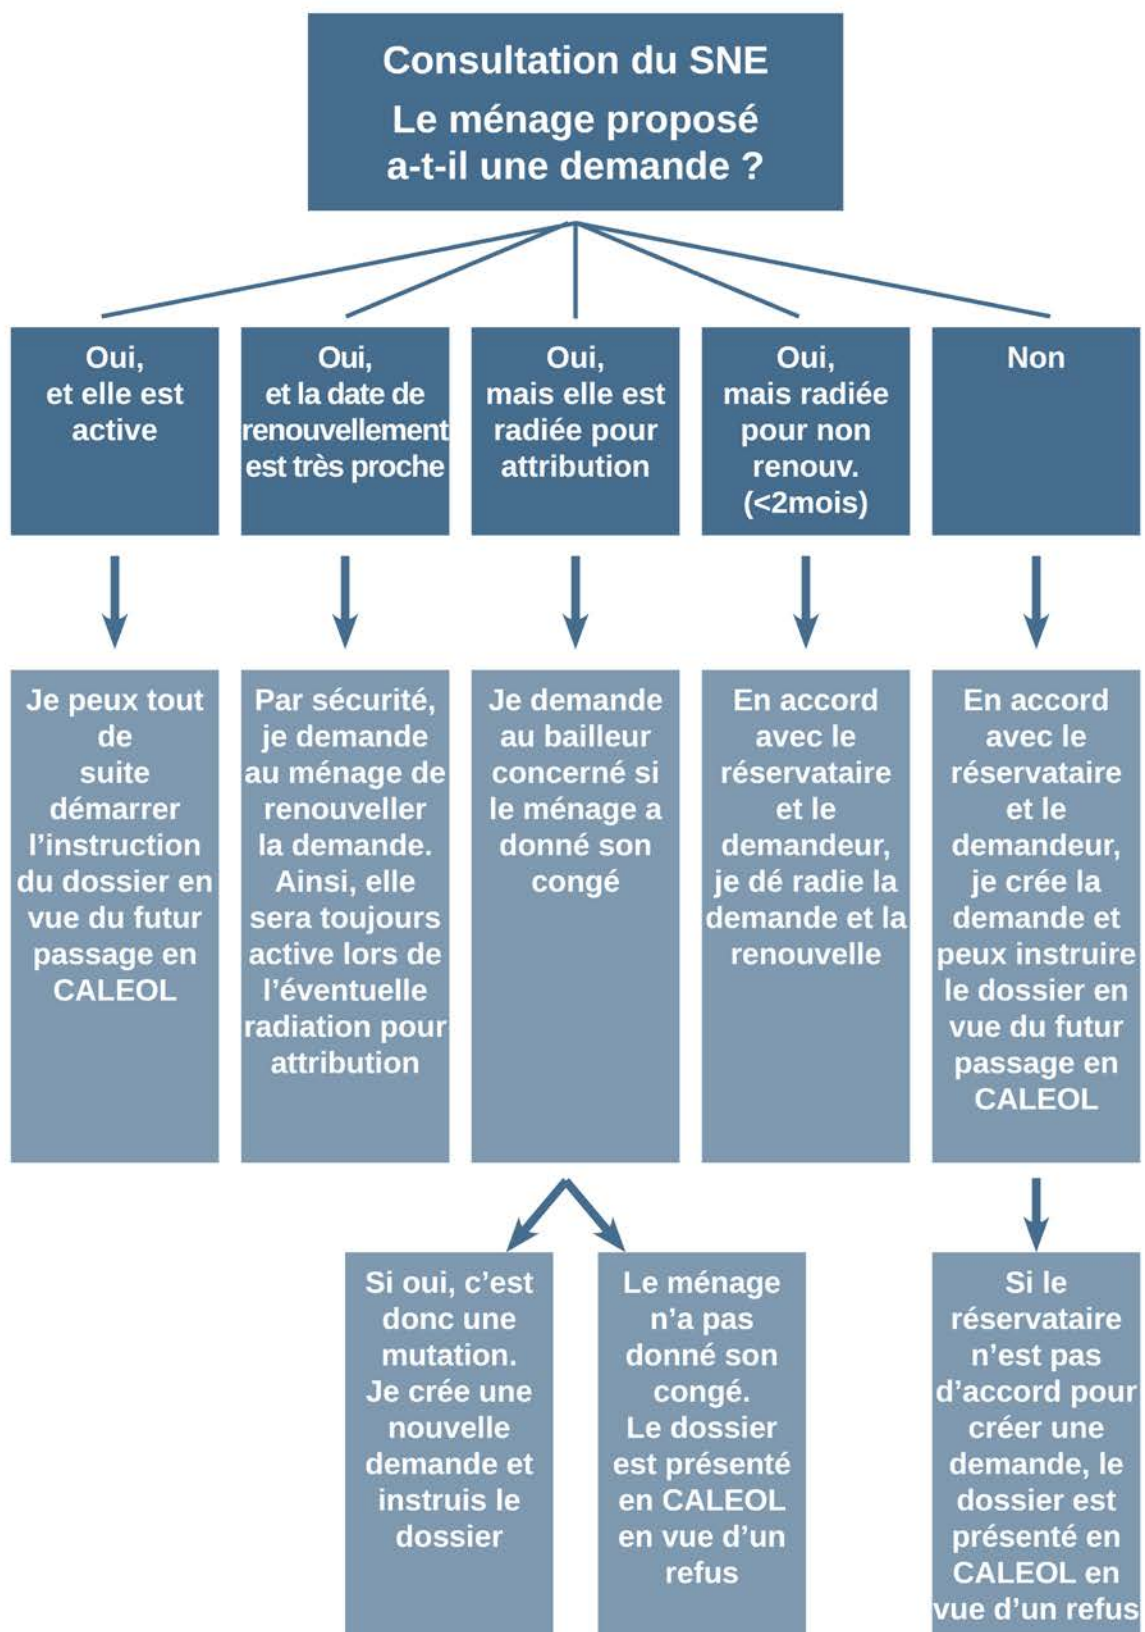 Consultation du SNE
Le ménage proposé
a-t-il une demande ?
Oui,
et elle est
active
Oui,
et la date de
renouvellement
est très proche
Oui,
mais elle est
radiée pour
attribution
Oui,
mais radiée
pour non
renouv.
(<2mois)
Non
Je peux tout
de
suite
démarrer
l’instruction
du dossier en
vue du futur
passage en
CALEOL
Par sécurité,
je demande
au ménage de
renouveller
la demande.
Ainsi, elle
sera toujours
active lors de
l’éventuelle
radiation pour
attribution
Je demande
au bailleur
concerné si
le ménage a
donné son
congé
En accord
avec le
réservataire
et le
demandeur,
je dé radie la
demande et la
renouvelle
En accord
avec le
réservataire
et le
demandeur,
je crée la
demande et
peux instruire
le dossier en
vue du futur
passage en
CALEOL
Si oui, c’est
donc une
mutation.
Je crée une
nouvelle
demande et
instruis le
dossier
Le ménage
n’a pas
donné son
congé.
Le dossier
est présenté
en CALEOL
en vue d’un
refus
Si le
réservataire
n’est pas
d’accord pour
créer une
demande, le
dossier est
présenté en
CALEOL en
vue d’un refus